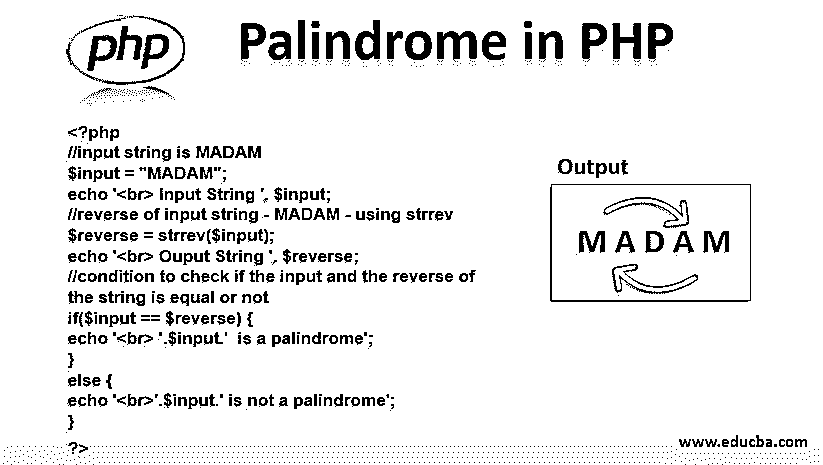 php
Palindrome in PHP
<?php
//input string is MADAM
$input = "MADAM";
echo '<br> Input String ', $input;
//reverse of input string - MADAM - using strrev
$reverse = strrev($input);
echo '<br> Ouput String ', $reverse;
//condition to check if the input and the reverse of
the string is equal or not
if($input == $reverse) {
echo '<br> '.$input.'  is a palindrome';
}
else {
echo '<br>'.$input.' is not a palindrome';
}
?>
Output
MADAM
www.educba.com